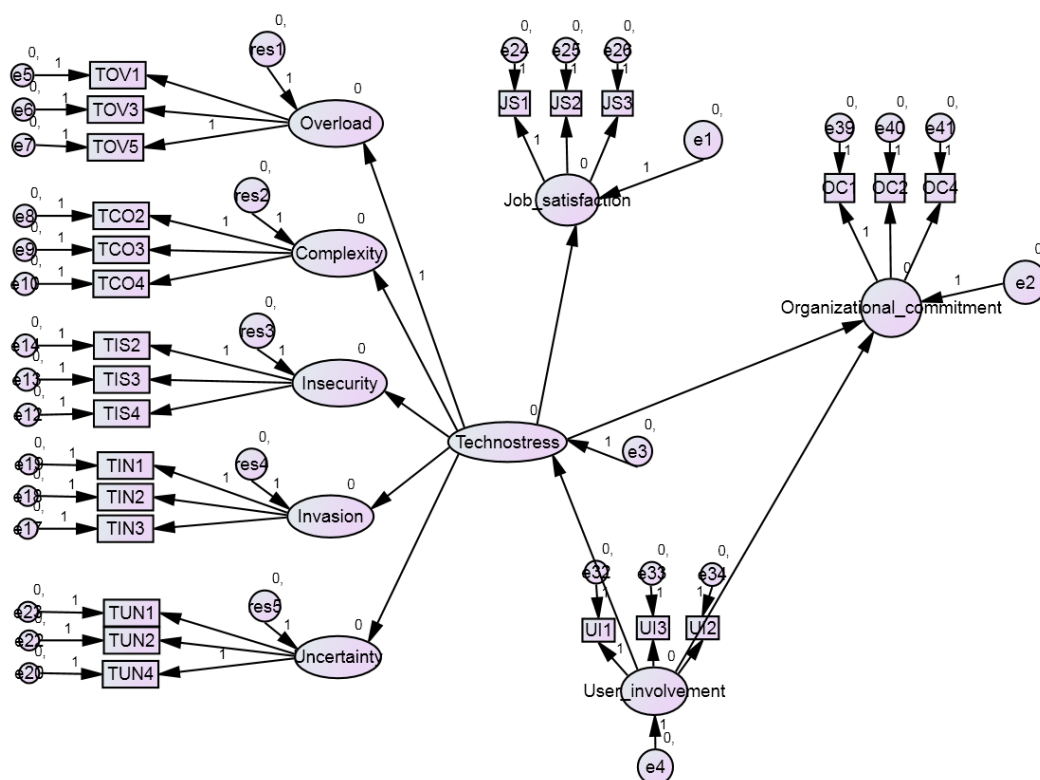 0,
res1
1
0
Overload
0,
e5
1
TOV1
0,
e6
1
TOV3
0,
e7
1
TOV5
1
0,
res2
1
0
Complexity
0,
e8
1
TCO2
1
0,
e9
1
TCO3
0,
e10
1
TCO4
0,
res3
1
0
Insecurity
0,
e14
1
TIS2
1
0,
e13
1
TIS3
0,
e12
1
TIS4
0,
res4
1
0
Invasion
0,
e19
1
TIN1
1
0,
e18
1
TIN2
0,
e17
1
TIN3
0,
res5
1
0
Uncertainty
0,
e23
1
TUN1
0,
e22
1
TUN2
0,
e20
1
TUN4
1
1
0
Technostress
0,
e3
1
0,
e24
1
JS1
0,
e25
1
JS2
0,
e26
1
JS3
1
0
Job_satisfaction
0,
e1
1
0,
e39
1
OC1
0,
e40
1
OC2
0,
e41
1
OC4
1
0
Organizational_commitment
0,
e2
1
0,
e32
1
UI1
0,
e33
1
UI3
0,
e34
1
UI2
1
0
User_involvement
1
0,
e4